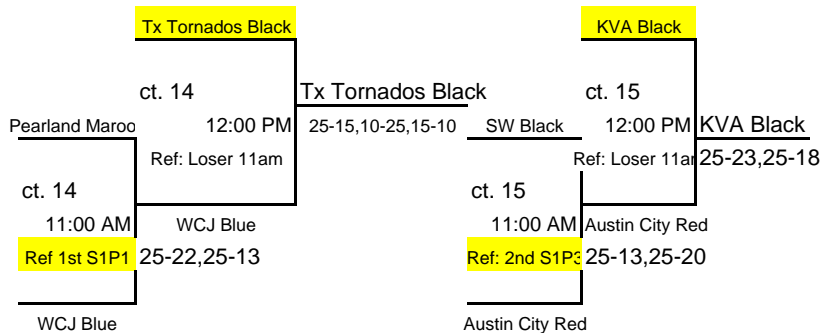 Tx Tornados Black
KVA Black
ct. 14
Tx Tornados Black
ct. 15
Pearland Maroo
12:00 PM
25-15,10-25,15-10
SW Black
12:00 PM
KVA Black
Ref: Loser 11am
Ref: Loser 11am
25-23,25-18
ct. 14
ct. 15
11:00 AM
WCJ Blue
11:00 AM
Austin City Red
Ref 1st S1P1
25-22,25-13
Ref: 2nd S1P3
25-13,25-20
WCJ Blue
Austin City Red